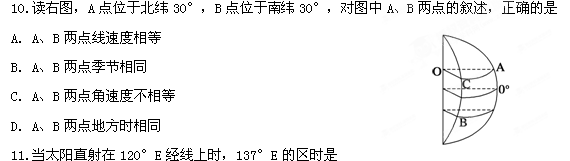 10.读右图，A点位于北纬30°，B点位于南纬30°，对图中A、B两点的叙述，正确的是
A. A、B两点线速度相等
B. A、B两点季节相同
C. A、B两点角速度不相等
D. A、B两点地方时相同
O
A
C
0°
B
11.当太阳直射在120°E经线上时，137°E的区时是